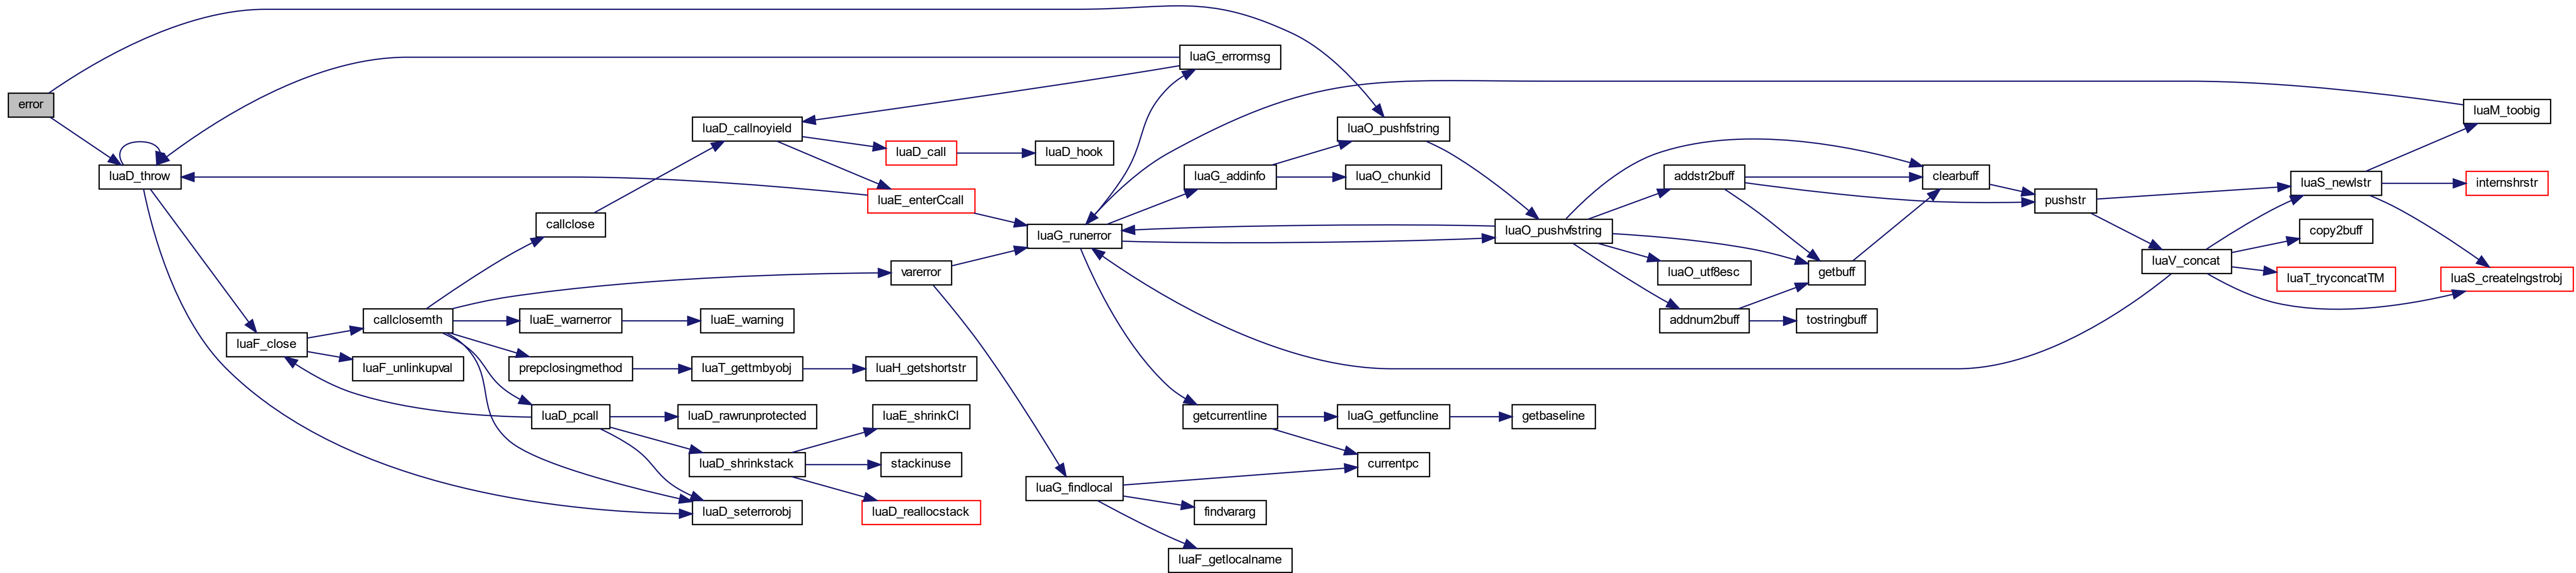 error
luaD_throw
luaF_close
callclosemth
luaF_unlinkupval
callclose
luaE_warnerror
prepclosingmethod
luaD_pcall
luaD_callnoyield
luaE_warning
luaT_gettmbyobj
luaD_rawrunprotected
luaD_shrinkstack
luaD_seterrorobj
luaD_call
luaE_enterCcall
varerror
luaH_getshortstr
luaE_shrinkCI
stackinuse
luaD_reallocstack
luaD_hook
luaG_runerror
luaG_findlocal
luaG_errormsg
luaG_addinfo
getcurrentline
findvararg
luaF_getlocalname
luaO_pushfstring
luaO_chunkid
luaG_getfuncline
currentpc
luaO_pushvfstring
getbaseline
addstr2buff
luaO_utf8esc
addnum2buff
getbuff
tostringbuff
clearbuff
pushstr
luaV_concat
luaS_newlstr
copy2buff
luaT_tryconcatTM
luaM_toobig
internshrstr
luaS_createlngstrobj